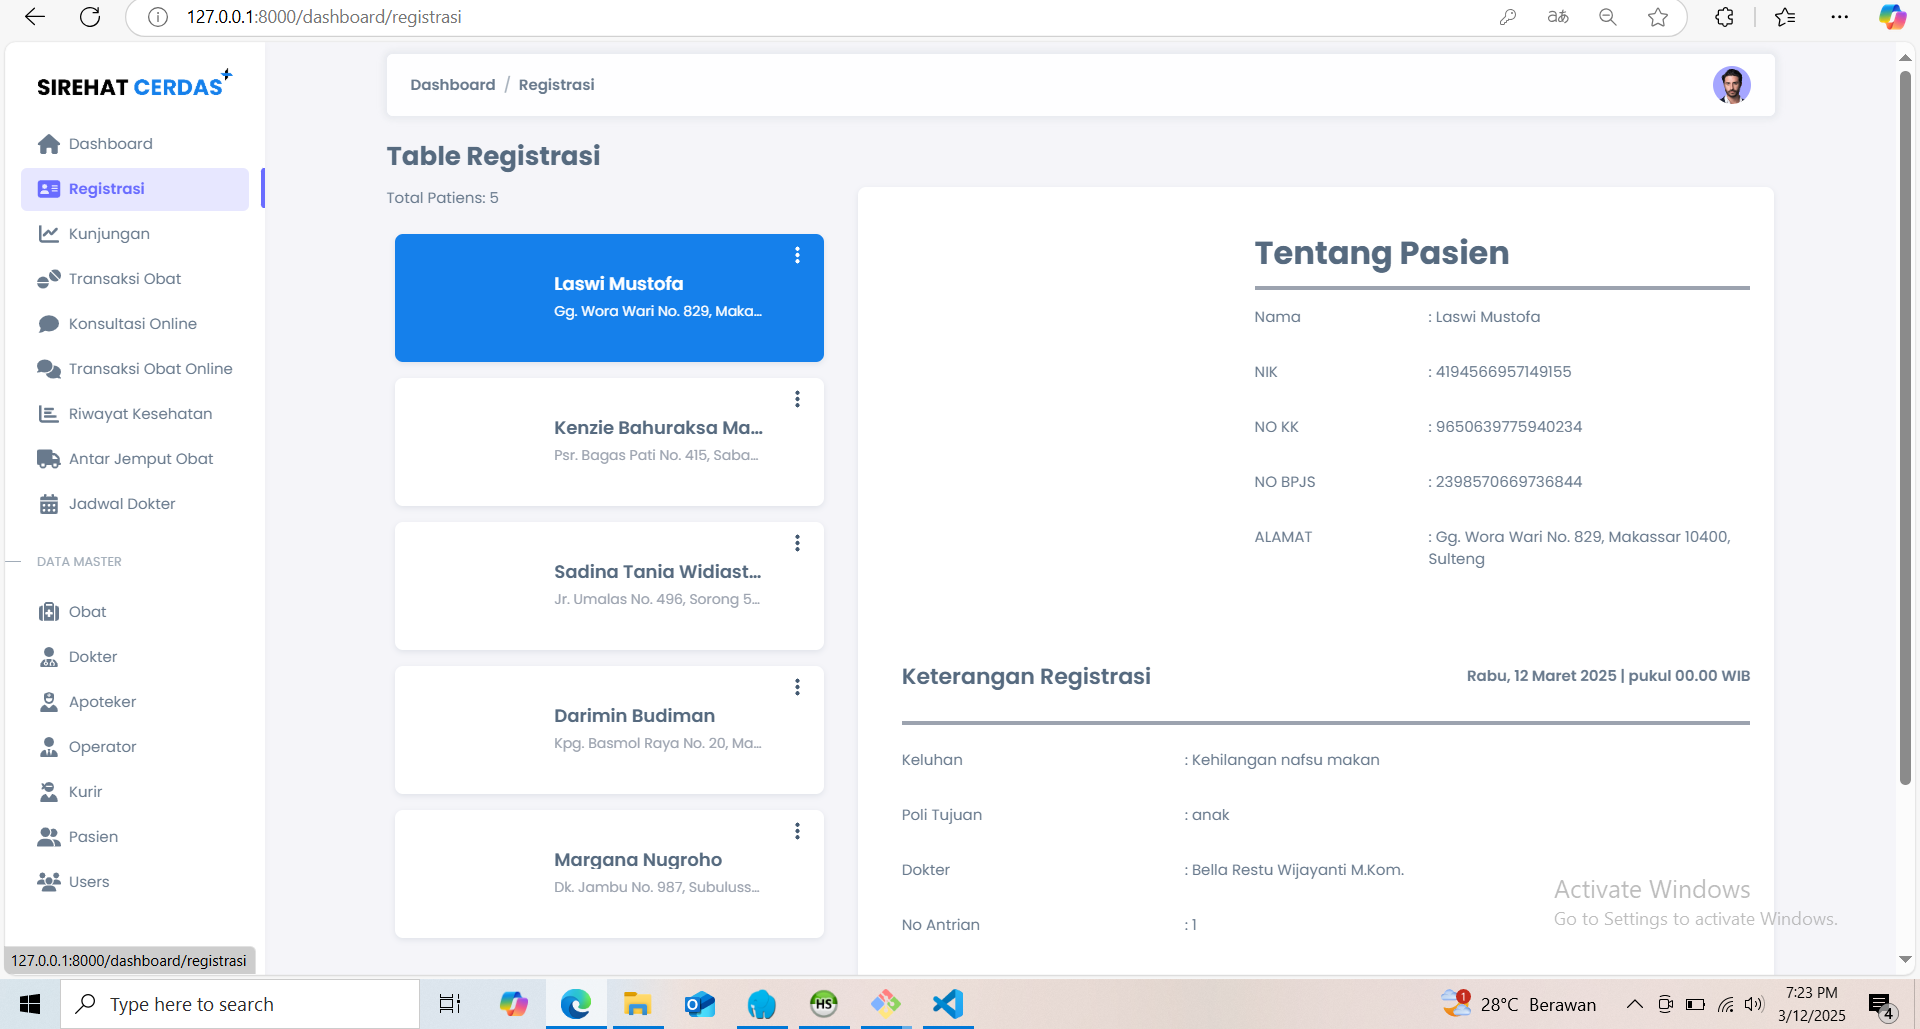 127.0.0.1:8000/dashboard/registrasi
aあ
SIREHAT CERDAS
Dashboard
Registrasi
Kunjungan
Transaksi Obat
Konsultasi Online
Transaksi Obat Online
Riwayat Kesehatan
Antar Jemput Obat
Jadwal Dokter
DATA MASTER
Obat
Dokter
Apoteker
Operator
Kurir
Pasien
Users
127.0.0.1:8000/dashboard/registrasi
Dashboard / Registrasi
Table Registrasi
Total Patiens: 5
Laswi Mustofa
Gg. Wora Wari No. 829, Maka...
Kenzie Bahuraksa Ma...
Psr. Bagas Pati No. 415, Saba...
Sadina Tania Widiast...
Jr. Umalas No. 496, Sorong 5...
Darimin Budiman
Kpg. Basmol Raya No. 20, Ma...
Margana Nugroho
Dk. Jambu No. 987, Subuluss...
Tentang Pasien
Nama : Laswi Mustofa
NIK : 4194566957149155
NO KK : 9650639775940234
NO BPJS : 2398570669736844
ALAMAT : Gg. Wora Wari No. 829, Makassar 10400,
Sulteng
Keterangan Registrasi Rabu, 12 Maret 2025 | pukul 00.00 WIB
Keluhan : Kehilangan nafsu makan
Poli Tujuan : anak
Dokter : Bella Restu Wijayanti M.Kom.
No Antrian : 1
Activate Windows
Go to Settings to activate Windows.
Type here to search
HS
1
28°C Berawan
7:23 PM
3/12/2025
4